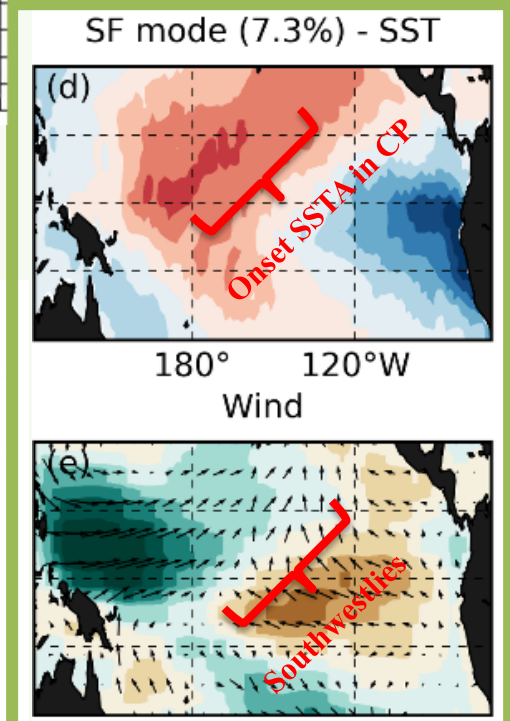 SF mode (7.3%) - SST
(d)
Onset SSTA in CP
180°
120°W
Wind
(e)
Southwestlies